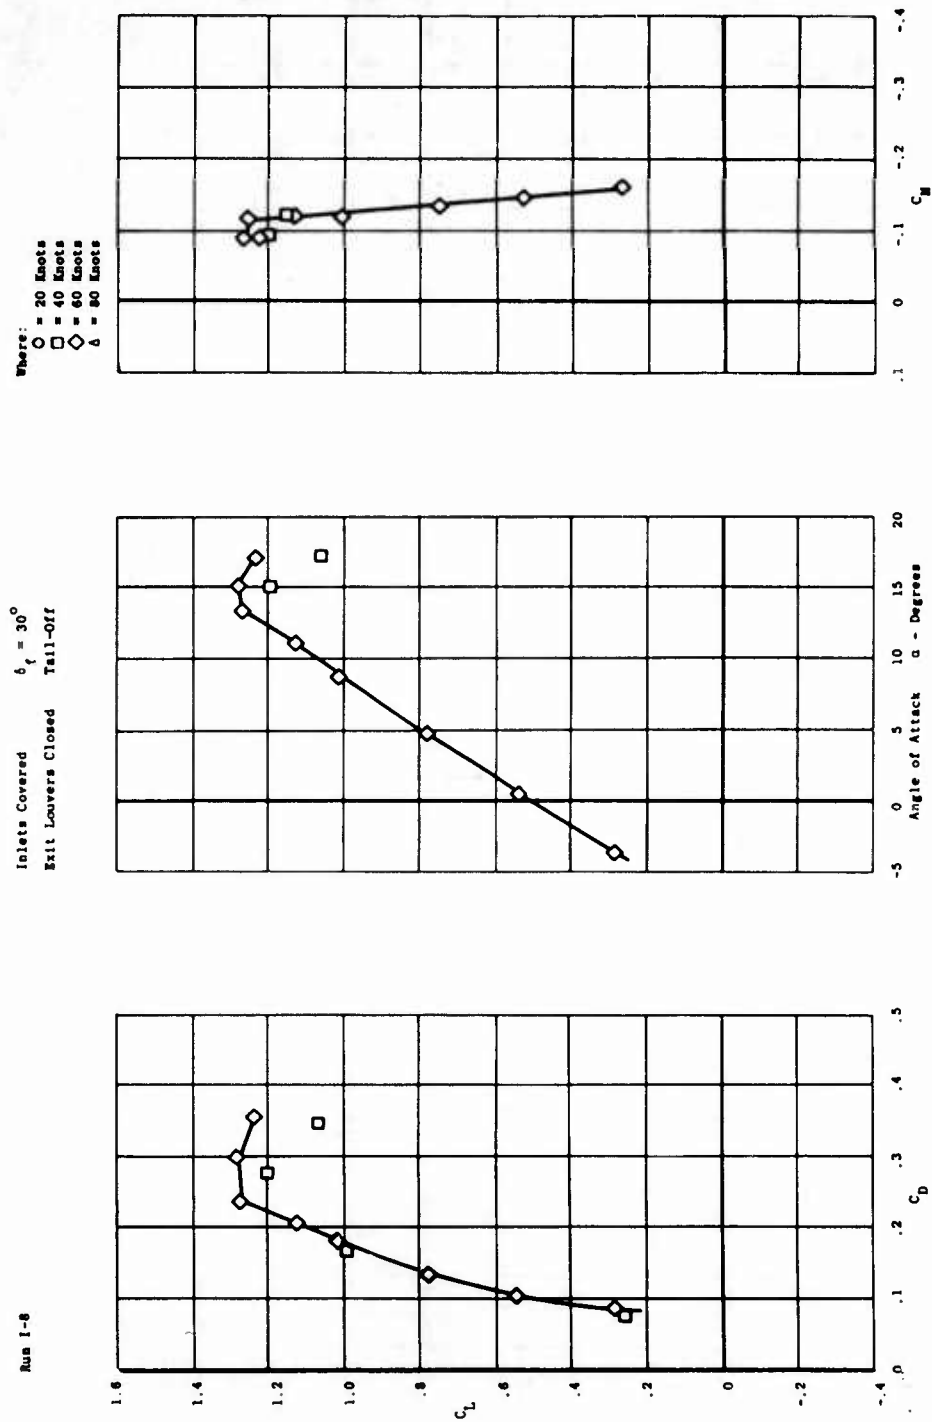 Run I-8
Inlets Covered δf = 30°
Exit Louvers Closed Tail-Off
Where:
○ = 20 Knots
□ = 40 Knots
◇ = 60 Knots
△ = 80 Knots
1.6
1.4
1.2
1.0
.8
.6
.4
.2
0
-.2
-.4
CL
.0 .1 .2 .3 .4 .5
CD
-5 0 5 10 15 20
Angle of Attack α - Degrees
.1 0 -.1 -.2 -.3 -.4
CM